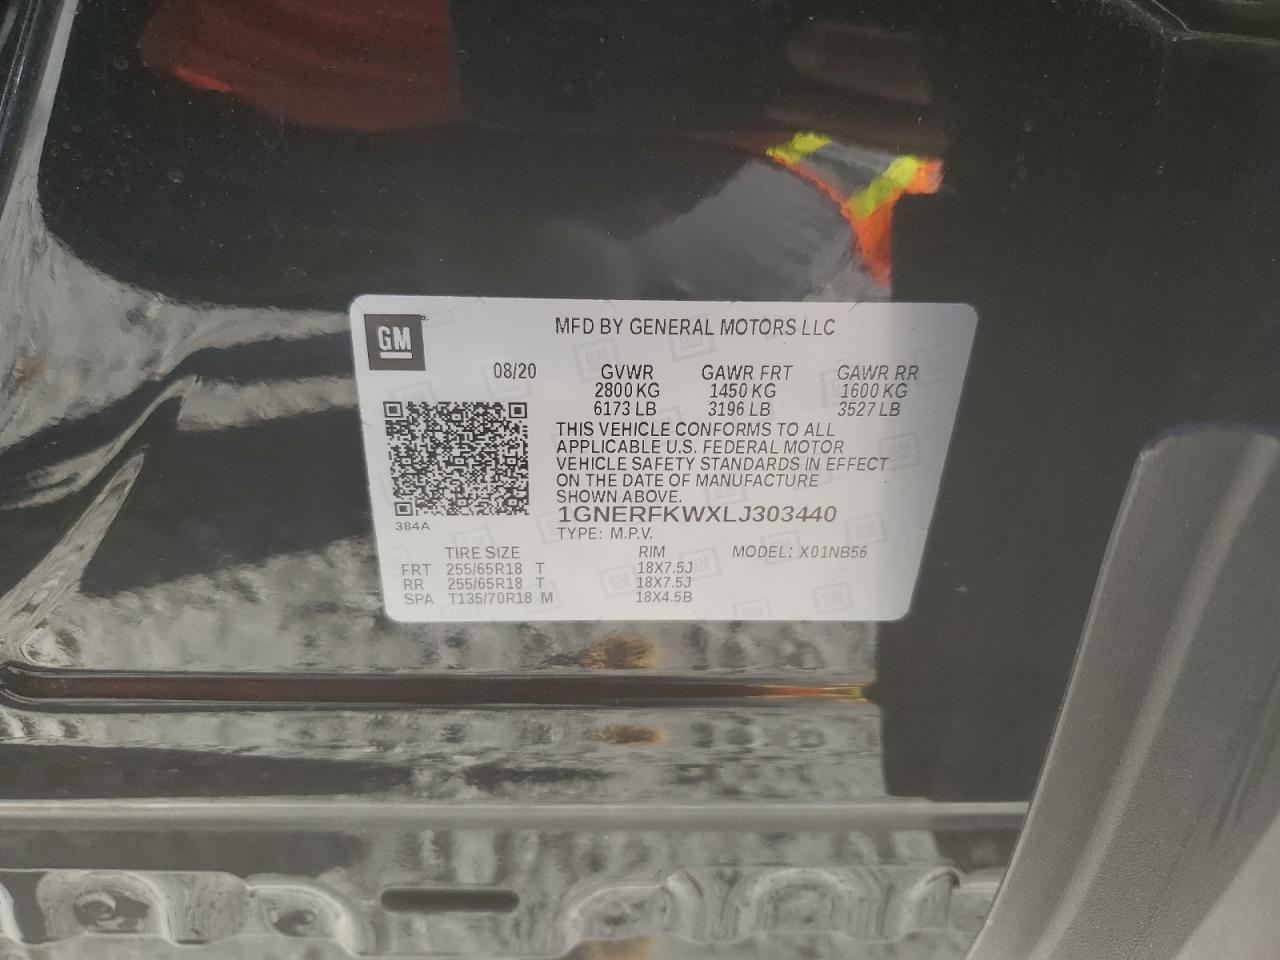 GM
MFD BY GENERAL MOTORS LLC
08/20 GVWR GAWR FRT GAWR RR
2800 KG 1450 KG 1600 KG
6173 LB 3196 LB 3527 LB
THIS VEHICLE CONFORMS TO ALL
APPLICABLE U.S. FEDERAL MOTOR
VEHICLE SAFETY STANDARDS IN EFFECT
ON THE DATE OF MANUFACTURE
SHOWN ABOVE.
1GNERFKWXLJ303440
384A
TYPE: M.P.V.
TIRE SIZE RIM MODEL: X01NB56
FRT 255/65R18 T 18X7.5J
RR 255/65R18 T 18X7.5J
SPA T135/70R18 M 18X4.5B